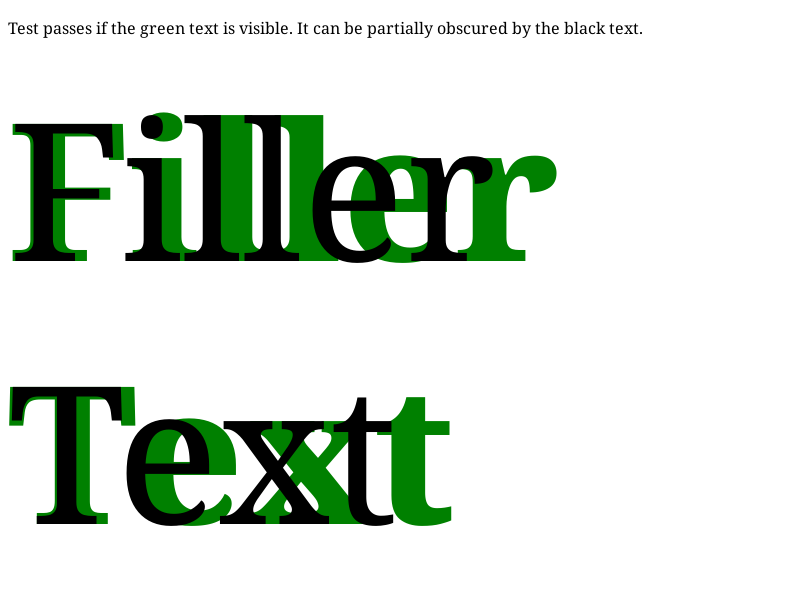 Test passes if the green text is visible. It can be partially obscured by the black text.
Filler
Text